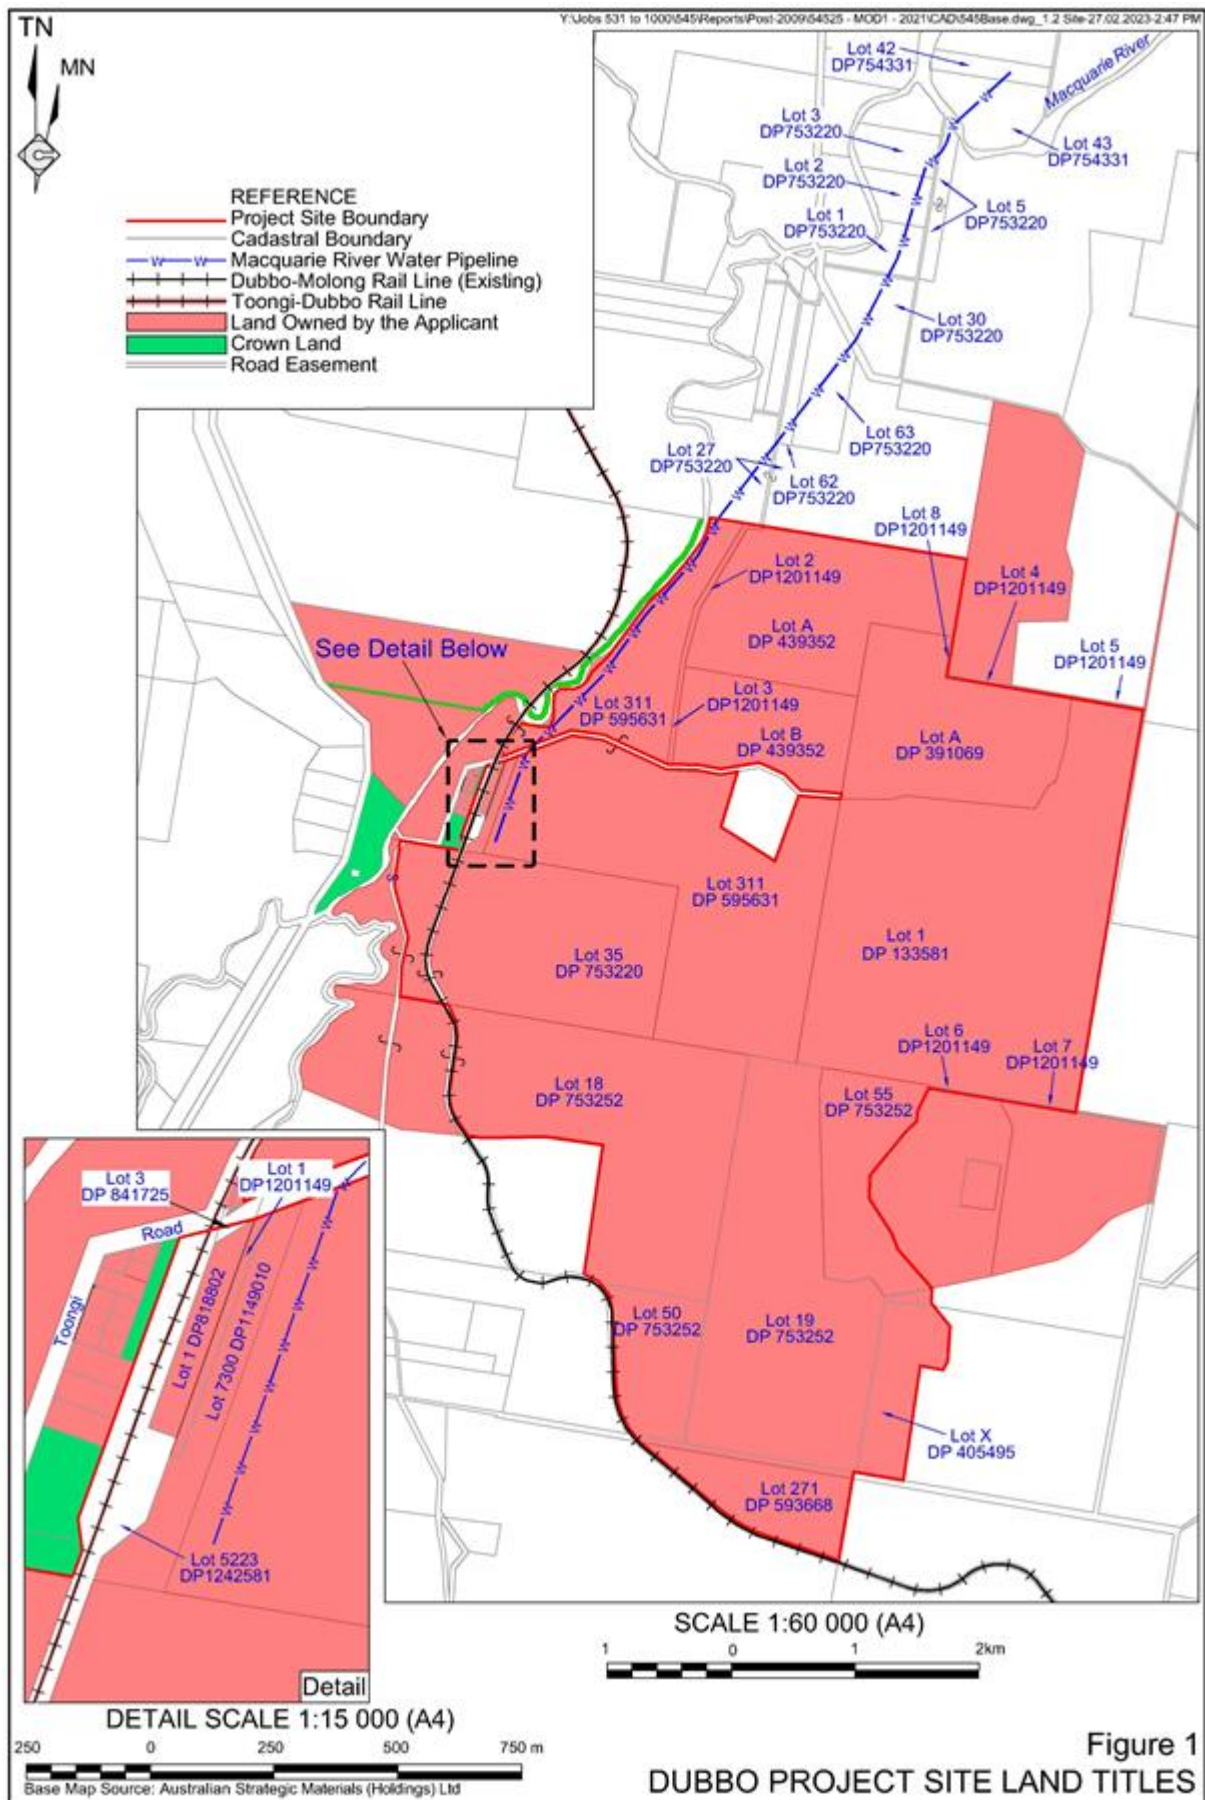 Y:\Jobs 531 to 1000\545\Reports\Post-2009\54525 - MOD1 - 2021\CAD\545Base.dwg_1.2 Site-27.02.2023-2:47 PM
TN
MN
REFERENCE
Project Site Boundary
Cadastral Boundary
W W Macquarie River Water Pipeline
Dubbo-Molong Rail Line (Existing)
Toongi-Dubbo Rail Line
Land Owned by the Applicant
Crown Land
Road Easement
Lot 42
DP754331
Macquarie River
Lot 3
DP753220
Lot 43
DP754331
Lot 2
DP753220
Lot 5
DP753220
Lot 1
DP753220
Lot 30
DP753220
Lot 63
DP753220
Lot 27
DP753220
Lot 62
DP753220
Lot 8
DP1201149
Lot 2
DP1201149
Lot 4
DP1201149
Lot A
DP 439352
Lot 5
DP1201149
See Detail Below
Lot 311
DP 595631
Lot 3
DP1201149
Lot B
DP 439352
Lot A
DP 391069
Lot 311
DP 595631
Lot 1
DP 133581
Lot 35
DP 753220
Lot 6
DP1201149
Lot 7
DP1201149
Lot 18
DP 753252
Lot 55
DP 753252
Lot 50
DP 753252
Lot 19
DP 753252
Lot X
DP 405495
Lot 271
DP 593668
Lot 3
DP 841725
Lot 1
DP1201149
Road
Toongi
Lot 1 DP818802
Lot 7300 DP1149010
Lot 5223
DP1242581
Detail
DETAIL SCALE 1:15 000 (A4)
250 0 250 500 750 m
SCALE 1:60 000 (A4)
1 0 1 2km
Base Map Source: Australian Strategic Materials (Holdings) Ltd
Figure 1
DUBBO PROJECT SITE LAND TITLES